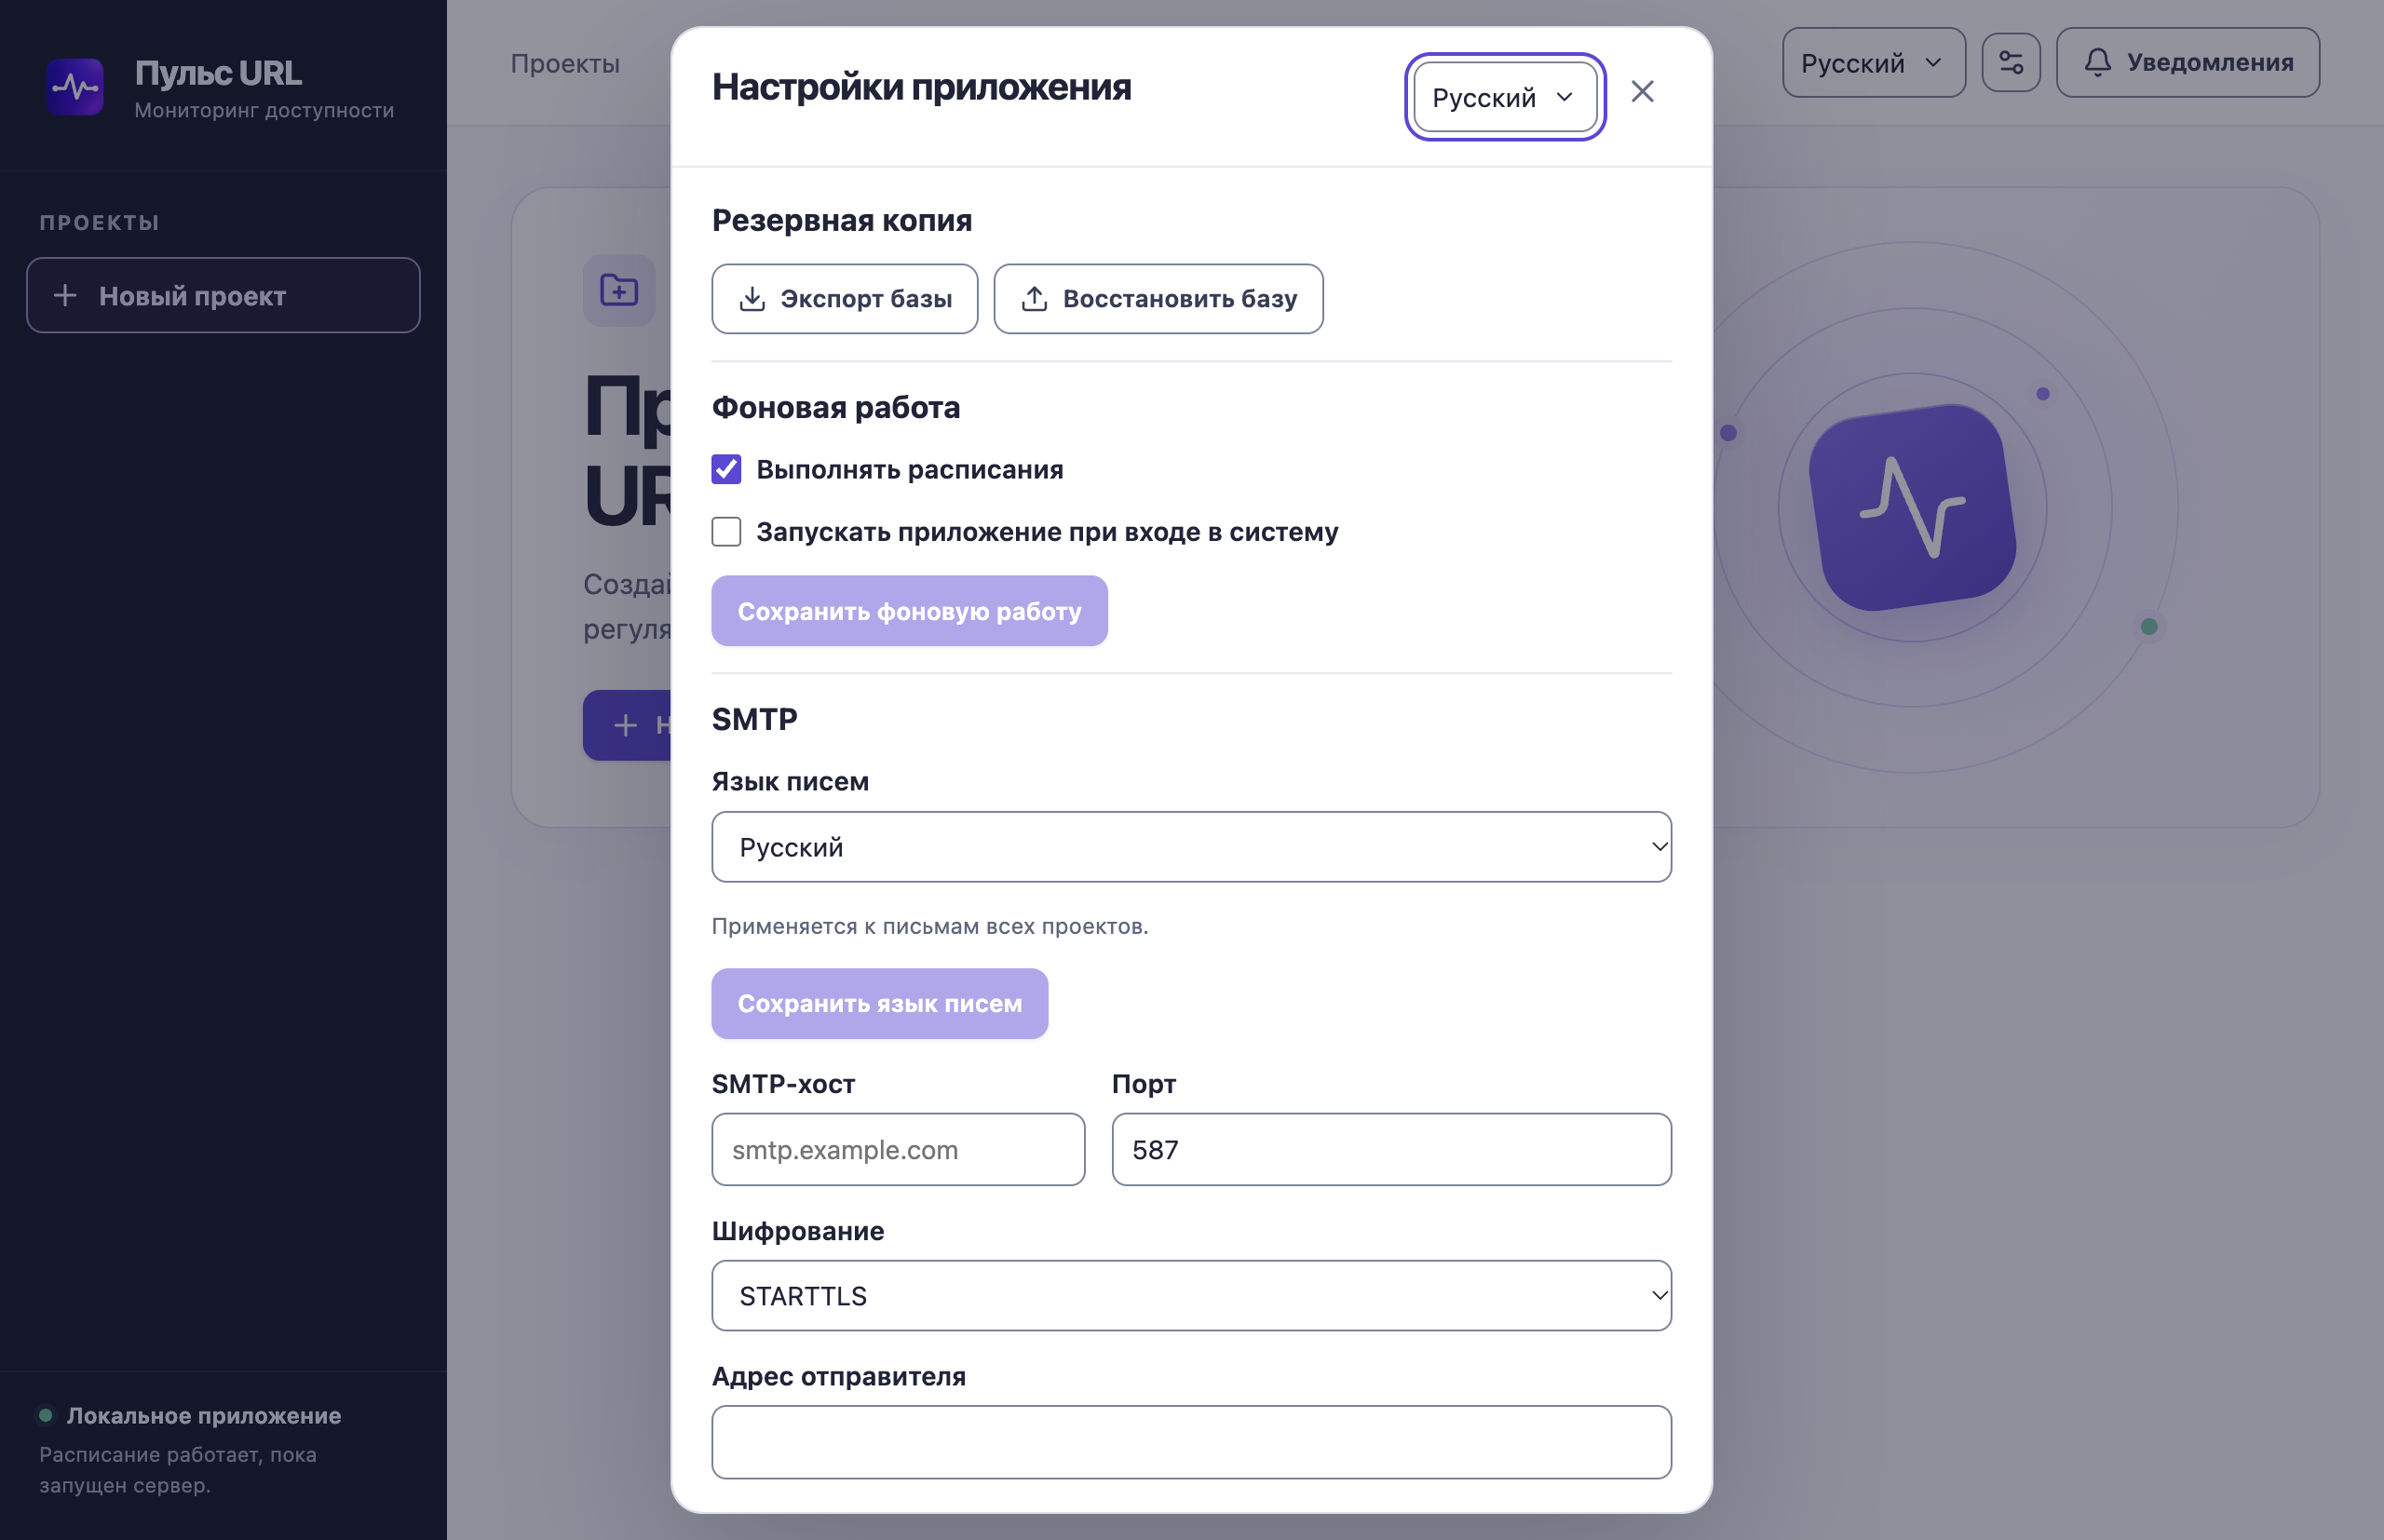 Пульс URL
Мониторинг доступности
ПРОЕКТЫ
Новый проект
Локальное приложение
Расписание работает, пока
запущен сервер.
Проекты
Русский
Уведомления
Настройки приложения
Русский
Резервная копия
Экспорт базы
Восстановить базу
Фоновая работа
Выполнять расписания
Запускать приложение при входе в систему
Сохранить фоновую работу
SMTP
Язык писем
Русский
Применяется к письмам всех проектов.
Сохранить язык писем
SMTP-хост
Порт
smtp.example.com
587
Шифрование
STARTTLS
Адрес отправителя